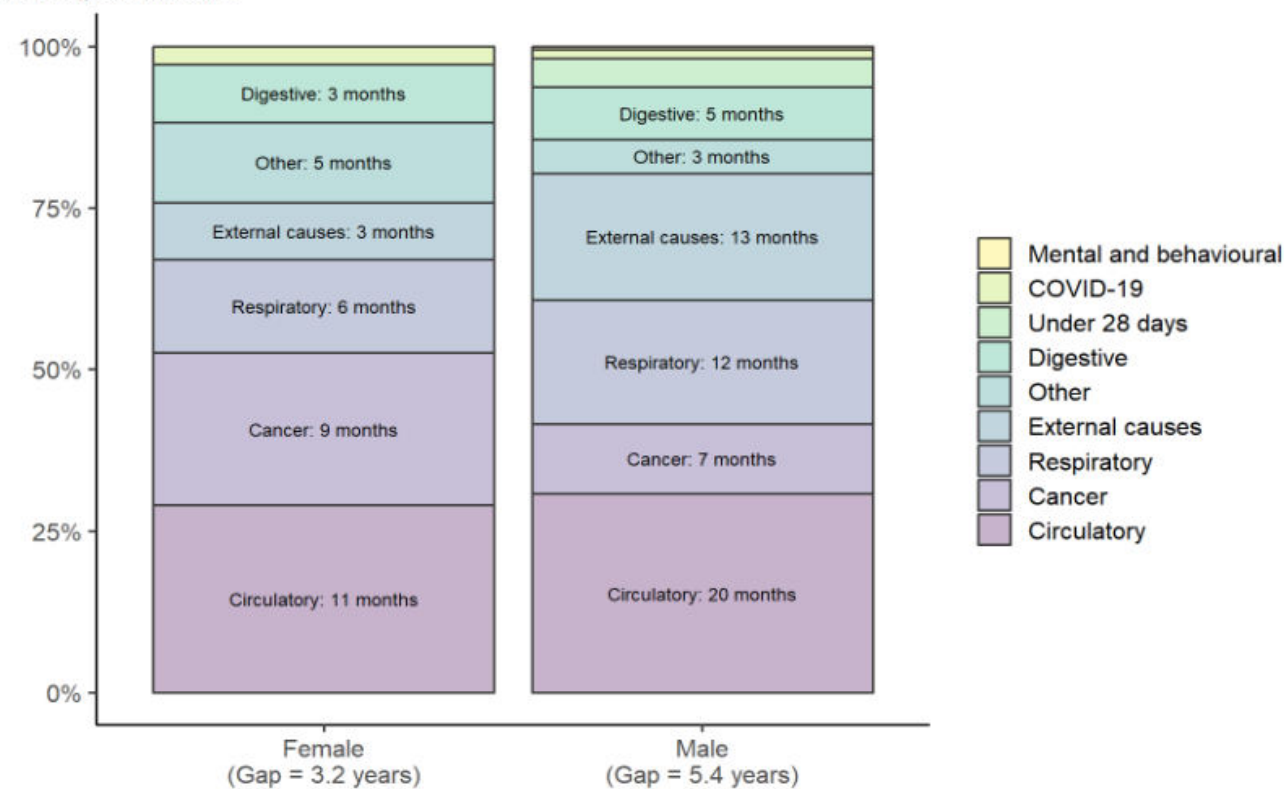 100%
75%
50%
25%
0%
Digestive: 3 months
Other: 5 months
External causes: 3 months
Respiratory: 6 months
Cancer: 9 months
Circulatory: 11 months
Digestive: 5 months
Other: 3 months
External causes: 13 months
Respiratory: 12 months
Cancer: 7 months
Circulatory: 20 months
Female
(Gap = 3.2 years)
Male
(Gap = 5.4 years)
Mental and behavioural
COVID-19
Under 28 days
Digestive
Other
External causes
Respiratory
Cancer
Circulatory